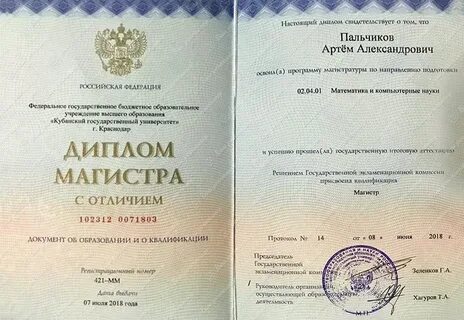 РОССИЙСКАЯ ФЕДЕРАЦИЯ
Федеральное государственное бюджетное образовательное
учреждение высшего образования
«Кубанский государственный университет»
г. Краснодар
ДИПЛОМ
МАГИСТРА
С ОТЛИЧИЕМ
102312 0071803
ДОКУМЕНТ ОБ ОБРАЗОВАНИИ И О КВАЛИФИКАЦИИ
Регистрационный номер
421-ММ
Дата выдачи
07 июля 2018 года
Настоящий диплом свидетельствует о том, что
Пальчиков
Артём Александрович
освоил(а) программу магистратуры по направлению подготовки
02.04.01 Математика и компьютерные науки
и успешно прошел(ла) государственную итоговую аттестацию
Решением Государственной экзаменационной комиссии
присвоена квалификация
Магистр
Протокол № 14 от « 08 » июня 2018 г.
Председатель
Государственной
экзаменационной комиссии Зеленков Г.А.
Руководитель организации,
осуществляющей образовательную
деятельность Хагуров Т.А.
М.П.